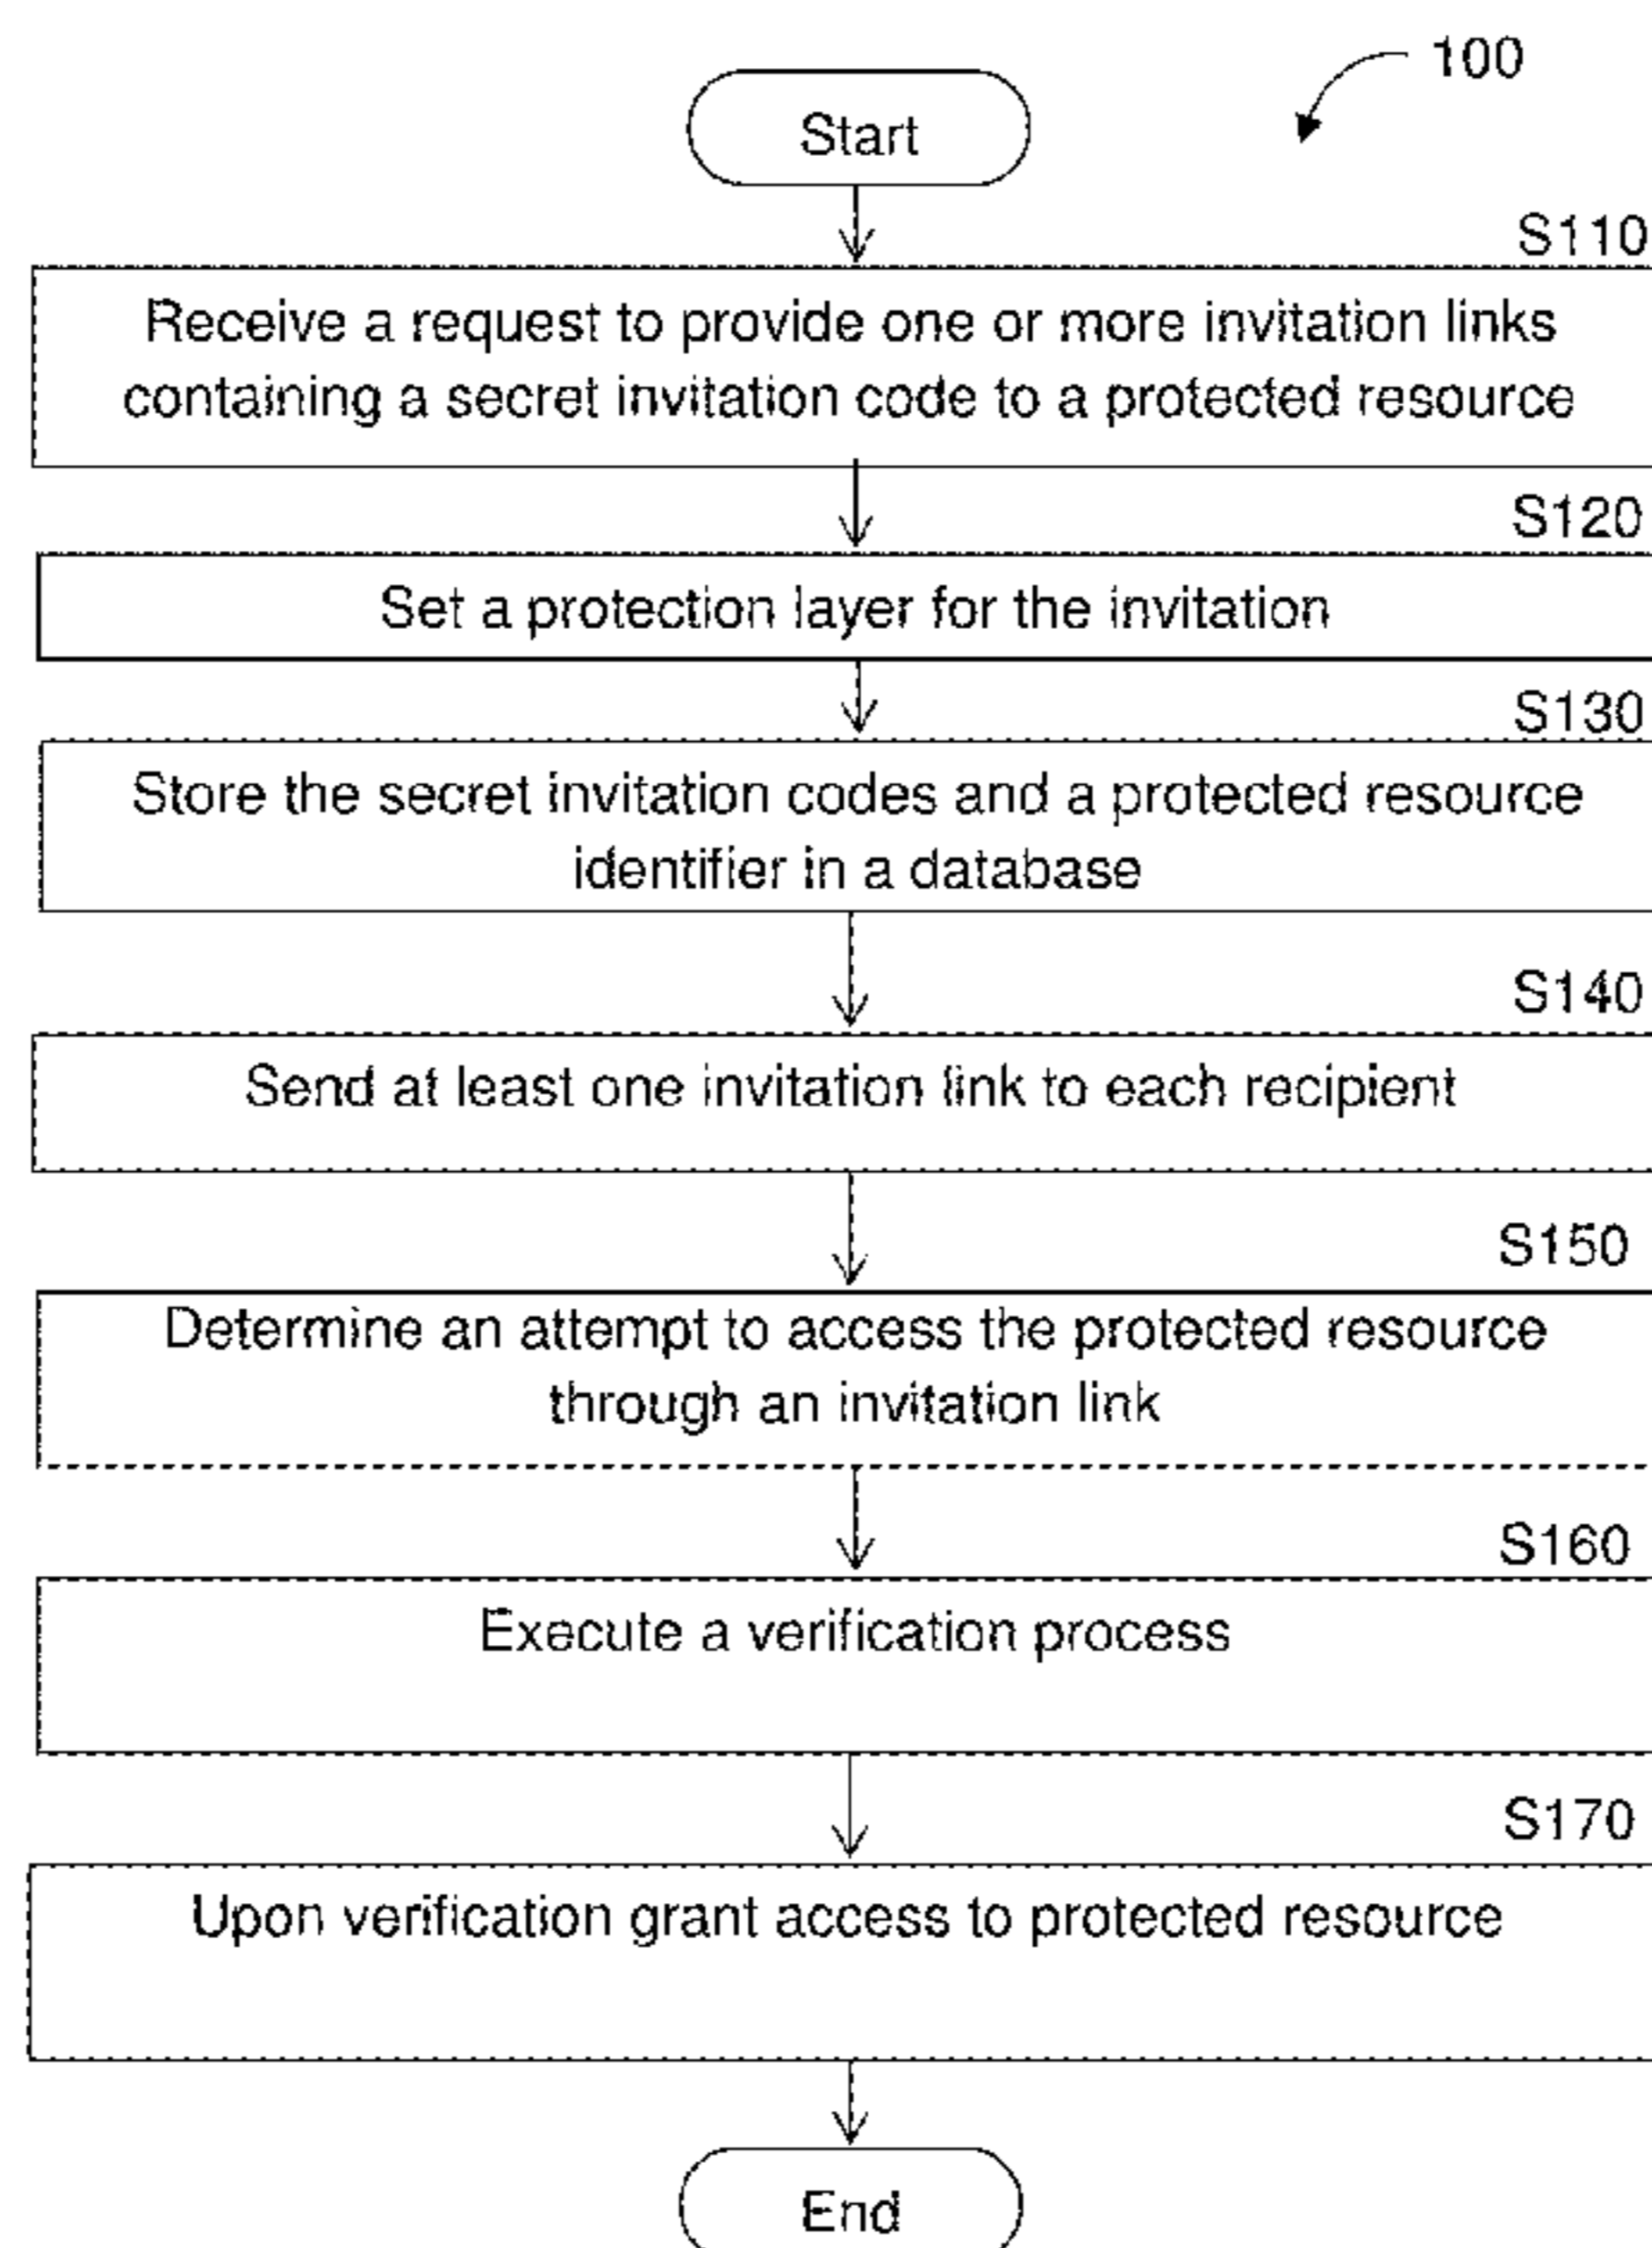 100
Start
S110
Receive a request to provide one or more invitation links
containing a secret invitation code to a protected resource
S120
Set a protection layer for the invitation
S130
Store the secret invitation codes and a protected resource
identifier in a database
S140
Send at least one invitation link to each recipient
S150
Determine an attempt to access the protected resource
through an invitation link
S160
Execute a verification process
S170
Upon verification grant access to protected resource
End